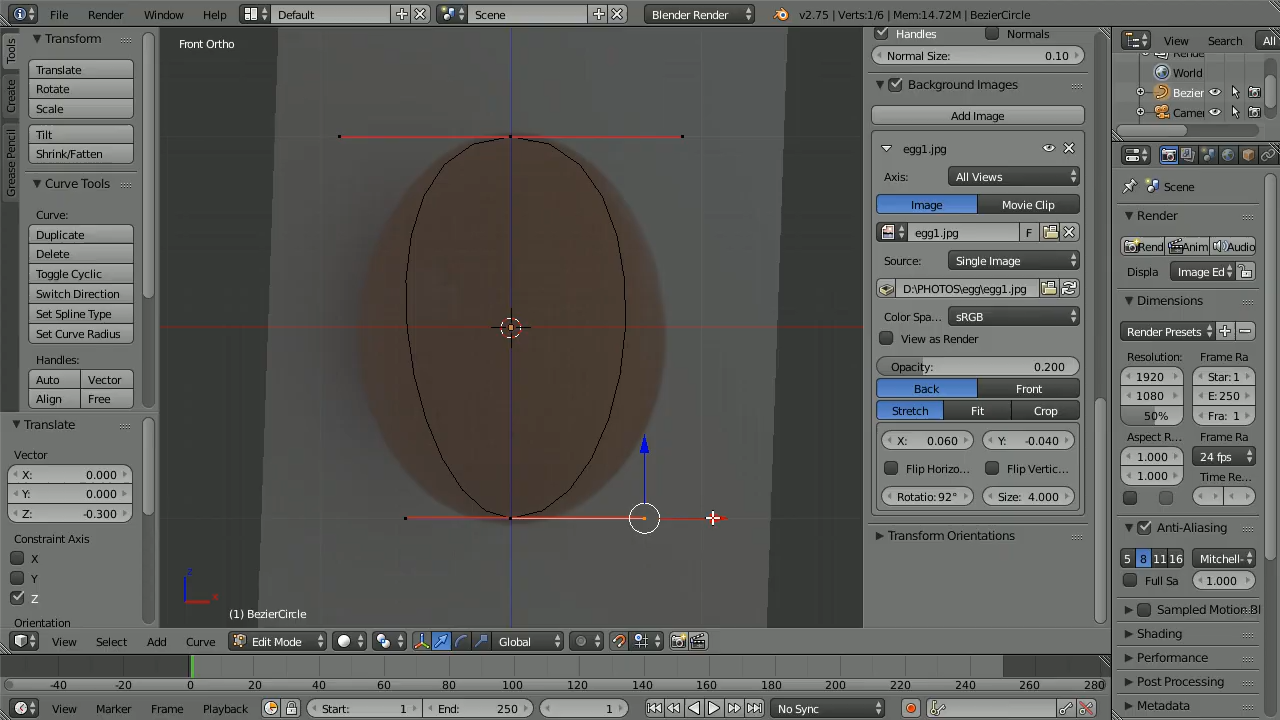 Render Window Help Default Scene Blender Render v2.75 | Verts:1/6 | Mem:14.72M | BezierCircle
Tools
Create
Grease Pencil
Transform
Translate
Rotate
Scale
Tilt
Shrink/Fatten
Curve Tools
Curve:
Duplicate
Delete
Toggle Cyclic
Switch Direction
Set Spline Type
Set Curve Radius
Handles:
Auto Vector
Align Free
Translate
Vector
X: 0.000
Y: 0.000
Z: -0.300
Constraint Axis
X
Y
Z
Orientation
Front Ortho
z
x
(1) BezierCircle
Handles Normals
Normal Size: 0.10
Background Images
Add Image
egg1.jpg
Axis: All Views
Image Movie Clip
egg1.jpg F
Source: Single Image
D:\PHOTOS\egg\egg1.jpg
Color Spa... sRGB
View as Render
Opacity: 0.200
Back Front
Stretch Fit Crop
X: 0.060 Y: -0.040
Flip Horizo... Flip Vertic...
Rotatio: 92° Size: 4.000
Transform Orientations
View Search All
World
Bezier
Camer
Scene
Render
Rend Anim Audio
Displa Image Ed
Dimensions
Render Presets
Resolution: Frame Ra
1920 Star: 1
1080 E: 250
50% Fra: 1
Aspect R... Frame Ra
1.000 24 fps
1.000 Time Re...
Anti-Aliasing
5 8 11 16 Mitchell-
Full Sa 1.000
Sampled Motion Bl
Shading
Performance
Post Processing
Metadata
View Select Add Curve Edit Mode Global
-40 -20 0 20 40 60 80 100 120 140 160 180 200 220 240 260 280
View Marker Frame Playback Start: 1 End: 250 1 No Sync